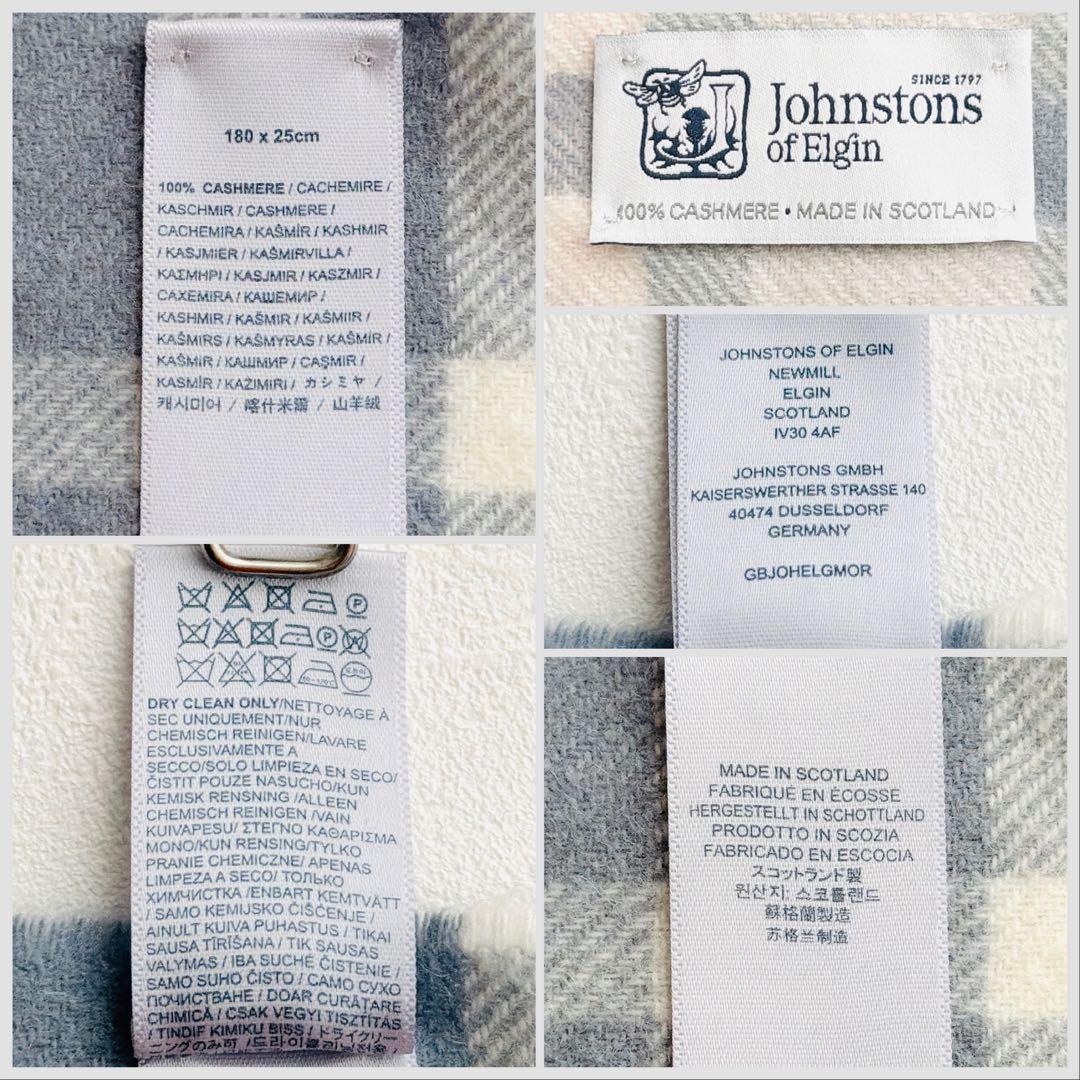 180 x 25cm
100% CASHMERE / CACHEMIRE /
KASCHMIR / CASHMERE /
CACHEMIRA / KAŠMÍR / KASHMIR
/ KASJMIER / KAŠMIRVILLA /
ΚΑΣΜΗΡΙ / KASJMIR / KASZMIR /
CAXEMIRA / КАШЕМИР /
KASHMIR / KAŠMIR / KAŠMIIR /
KAŠMIRS / KAŠMYRAS / KAŠMÍR /
KAŠMIR / КАШМИР / CAŞMIR /
KASMÍR / KAŻIMIRI / カシミヤ /
캐시미어 / 喀什米爾 / 山羊绒
SINCE 1797
Johnstons
of Elgin
100% CASHMERE • MADE IN SCOTLAND
JOHNSTONS OF ELGIN
NEWMILL
ELGIN
SCOTLAND
IV30 4AF
JOHNSTONS GMBH
KAISERSWERTHER STRASSE 140
40474 DUSSELDORF
GERMANY
GBJOHELGMOR
P
P
DRY CLEAN ONLY/NETTOYAGE À
SEC UNIQUEMENT/NUR
CHEMISCH REINIGEN/LAVARE
ESCLUSIVAMENTE A
SECCO/SOLO LIMPIEZA EN SECO/
ČISTIT POUZE NASUCHO/KUN
KEMISK RENSNING /ALLEEN
CHEMISCH REINIGEN /VAIN
KUIVAPESU/ ΣΤΕΓΝΟ ΚΑΘΑΡΙΣΜΑ
MONO/KUN RENSING/TYLKO
PRANIE CHEMICZNE/ APENAS
LIMPEZA A SECO/ ТОЛЬКО
ХИМЧИСТКА /ENBART KEMTVÄTT
/ SAMO KEMIJSKO ČIŠČENJE /
AINULT KUIVA PUHASTUS / TIKAI
SAUSA TĪRĪŠANA / TIK SAUSAS
VALYMAS / IBA SUCHÉ ČISTENIE /
SAMO SUHO ČISTO / САМО СУХО
ПОЧИСТВАНЕ / DOAR CURĂTARE
CHIMICĂ / CSAK VEGYI TISZTÍTÁS
/ TINDIF KIMIKU BISS / ドライクリー
ニングのみ可 /드라이클리닝전용 /
MADE IN SCOTLAND
FABRIQUE EN ÉCOSSE
HERGESTELLT IN SCHOTTLAND
PRODOTTO IN SCOZIA
FABRICADO EN ESCOCIA
スコットランド製
원산지: 스코틀랜드
蘇格蘭製造
苏格兰制造